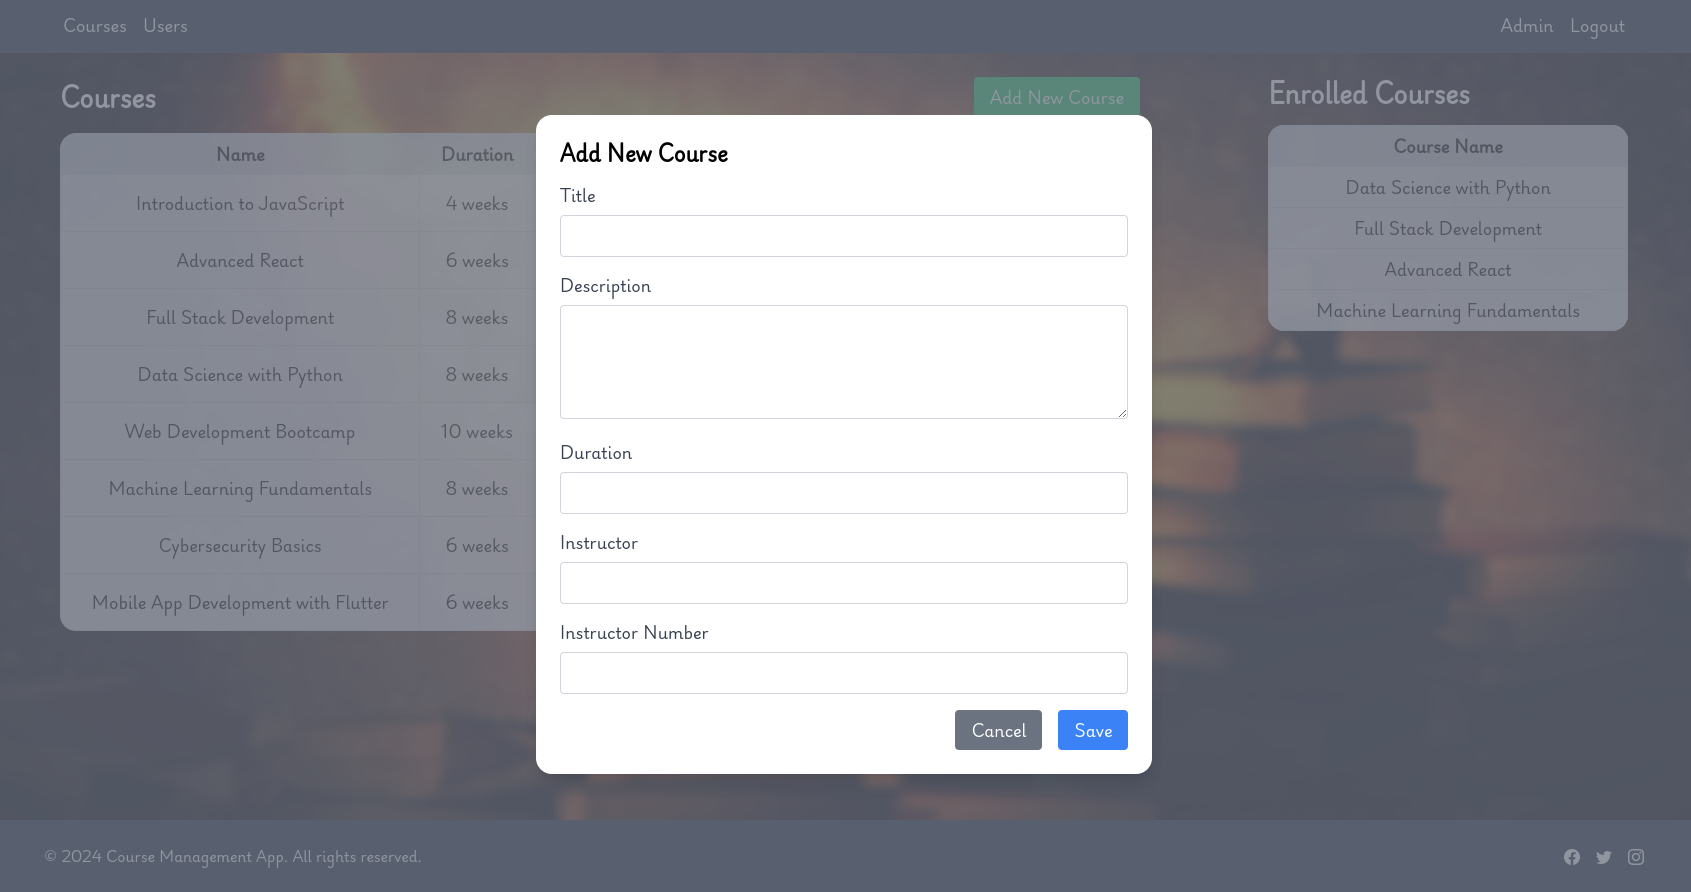 Courses Users Admin Logout
Courses
Add New Course
Name Duration
Introduction to JavaScript 4 weeks
Advanced React 6 weeks
Full Stack Development 8 weeks
Data Science with Python 8 weeks
Web Development Bootcamp 10 weeks
Machine Learning Fundamentals 8 weeks
Cybersecurity Basics 6 weeks
Mobile App Development with Flutter 6 weeks
Add New Course
Title
Description
Duration
Instructor
Instructor Number
Cancel Save
Enrolled Courses
Course Name
Data Science with Python
Full Stack Development
Advanced React
Machine Learning Fundamentals
© 2024 Course Management App. All rights reserved.